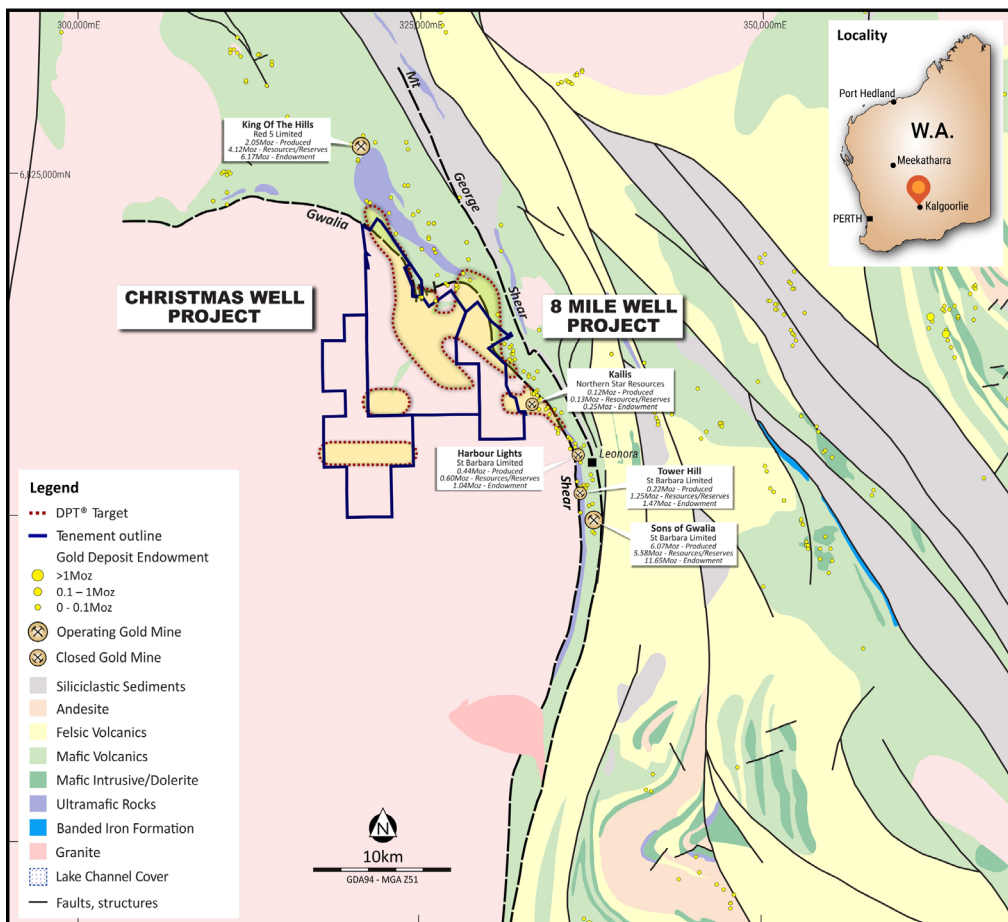 300,000mE
325,000mE
350,000mE
6,825,000mN
Locality
Port Hedland
W.A.
Meekatharra
Kalgoorlie
PERTH
Mt
George
Shear
King Of The Hills
Red 5 Limited
2.05Moz - Produced
4.12Moz - Resources/Reserves
6.17Moz - Endowment
Gwalia
CHRISTMAS WELL
PROJECT
8 MILE WELL
PROJECT
Kailis
Northern Star Resources
0.12Moz - Produced
0.13Moz - Resources/Reserves
0.25Moz - Endowment
Harbour Lights
St Barbara Limited
0.44Moz - Produced
0.60Moz - Resources/Reserves
1.04Moz - Endowment
Leonora
Shear
Tower Hill
St Barbara Limited
0.22Moz - Produced
1.25Moz - Resources/Reserves
1.47Moz - Endowment
Sons of Gwalia
St Barbara Limited
6.07Moz - Produced
5.58Moz - Resources/Reserves
11.65Moz - Endowment
Legend
DPT® Target
Tenement outline
Gold Deposit Endowment
>1Moz
0.1 – 1Moz
0 - 0.1Moz
Operating Gold Mine
Closed Gold Mine
Siliciclastic Sediments
Andesite
Felsic Volcanics
Mafic Volcanics
Mafic Intrusive/Dolerite
Ultramafic Rocks
Banded Iron Formation
Granite
Lake Channel Cover
Faults, structures
N
10km
GDA94 - MGA Z51